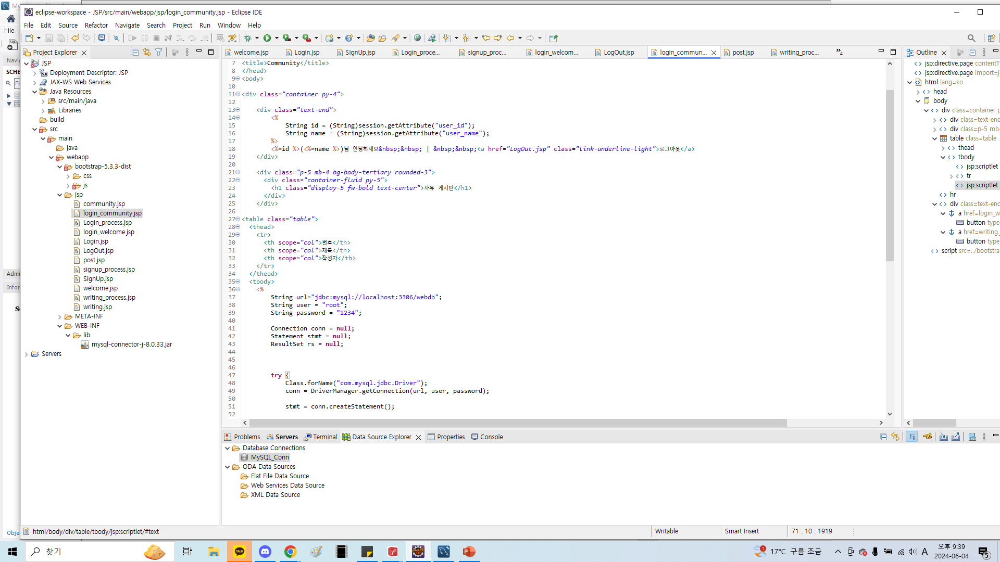 eclipse-workspace - JSP/src/main/webapp/jsp/login_community.jsp - Eclipse IDE
File Edit Source Refactor Navigate Search Project Run Window Help
File
Project Explorer
welcome.jsp Login.jsp SignUp.jsp Login_proce... signup_proc... login_welcom... LogOut.jsp login_commun... post.jsp writing_proc... 4
Outline
JSP
Deployment Descriptor: JSP
JAX-WS Web Services
Java Resources
src/main/java
Libraries
build
src
main
java
webapp
bootstrap-5.3.3-dist
css
js
jsp
community.jsp
login_community.jsp
Login_process.jsp
login_welcome.jsp
Login.jsp
LogOut.jsp
post.jsp
signup_process.jsp
SignUp.jsp
welcome.jsp
writing_process.jsp
writing.jsp
META-INF
WEB-INF
lib
mysql-connector-j-8.0.33.jar
Servers
7 <title>Community</title>
8 </head>
9 <body>
10
11 <div class="container py-4">
12
13 <div class="text-end">
14 <%
15 String id = (String)session.getAttribute("user_id");
16 String name = (String)session.getAttribute("user_name");
17 %>
18 <%=id %>(<%=name %>)님 안녕하세요&nbsp;&nbsp; | &nbsp;&nbsp;<a href="LogOut.jsp" class="link-underline-light">로그아웃</a>
19 </div>
20
21 <div class="p-5 mb-4 bg-body-tertiary rounded-3">
22 <div class="container-fluid py-5">
23 <h1 class="display-5 fw-bold text-center">자유 게시판</h1>
24 </div>
25 </div>
26
27 <table class="table">
28 <thead>
29 <tr>
30 <th scope="col">번호</th>
31 <th scope="col">제목</th>
32 <th scope="col">작성자</th>
33 </tr>
34 </thead>
35 <tbody>
36 <%
37 String url="jdbc:mysql://localhost:3306/webdb";
38 String user = "root";
39 String password = "1234";
40
41 Connection conn = null;
42 Statement stmt = null;
43 ResultSet rs = null;
44
45
46
47 try {
48 Class.forName("com.mysql.jdbc.Driver");
49 conn = DriverManager.getConnection(url, user, password);
50
51 stmt = conn.createStatement();
52
jsp:directive.page contentTy
jsp:directive.page import=j
html lang=ko
head
body
div class=container p
div class=text-end
div class=p-5 mb-
table class=table
thead
tbody
jsp:scriptlet
tr
jsp:scriptlet
hr
div class=text-end
a href=login_w
button type
a href=writing.j
button type
script src=../bootstra
Problems Servers Terminal Data Source Explorer Properties Console
Database Connections
MySQL_Conn
ODA Data Sources
Flat File Data Source
Web Services Data Source
XML Data Source
Navi
SCHE
Fi
Admi
Infor
Obje
html/body/div/table/tbody/jsp:scriptlet/#text
Writable
Smart Insert
71 : 10 : 1919
찾기
TALK
1
17°C 구름 조금
A
오후 9:39
2024-06-04
5